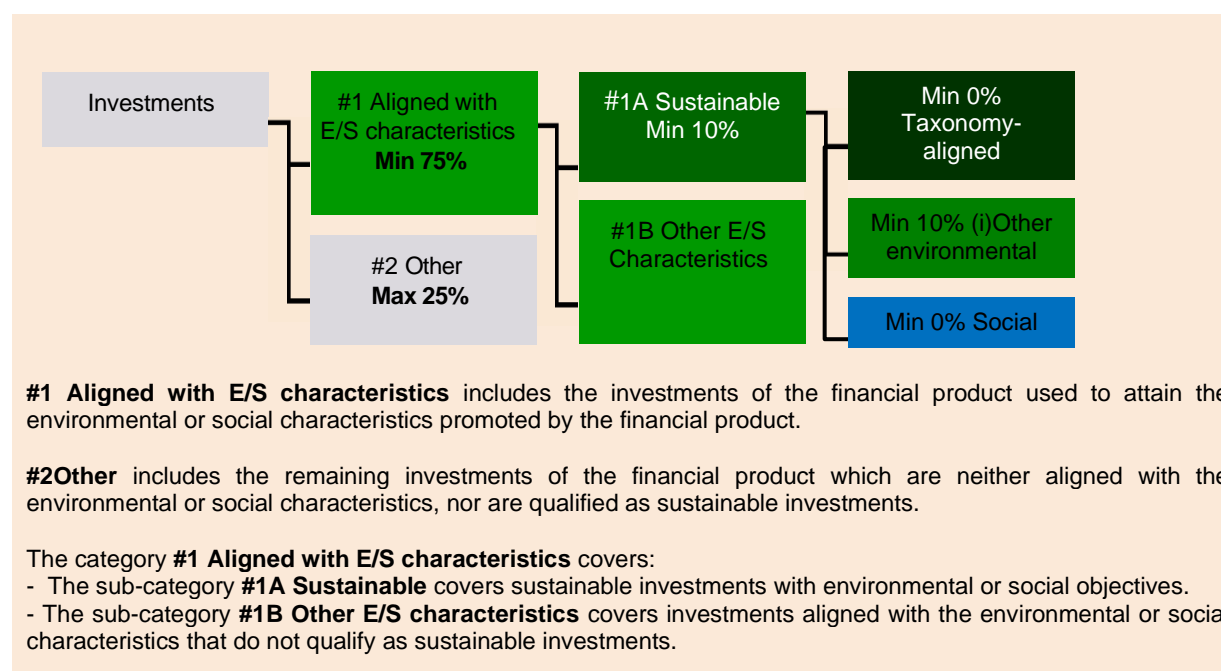 Investments
#1 Aligned with
E/S characteristics
Min 75%
#2 Other
Max 25%
#1A Sustainable
Min 10%
#1B Other E/S
Characteristics
Min 0%
Taxonomy-
aligned
Min 10% (i)Other
environmental
Min 0% Social
#1 Aligned with E/S characteristics includes the investments of the financial product used to attain the
environmental or social characteristics promoted by the financial product.
#2Other includes the remaining investments of the financial product which are neither aligned with the
environmental or social characteristics, nor are qualified as sustainable investments.
The category #1 Aligned with E/S characteristics covers:
- The sub-category #1A Sustainable covers sustainable investments with environmental or social objectives.
- The sub-category #1B Other E/S characteristics covers investments aligned with the environmental or social
characteristics that do not qualify as sustainable investments.